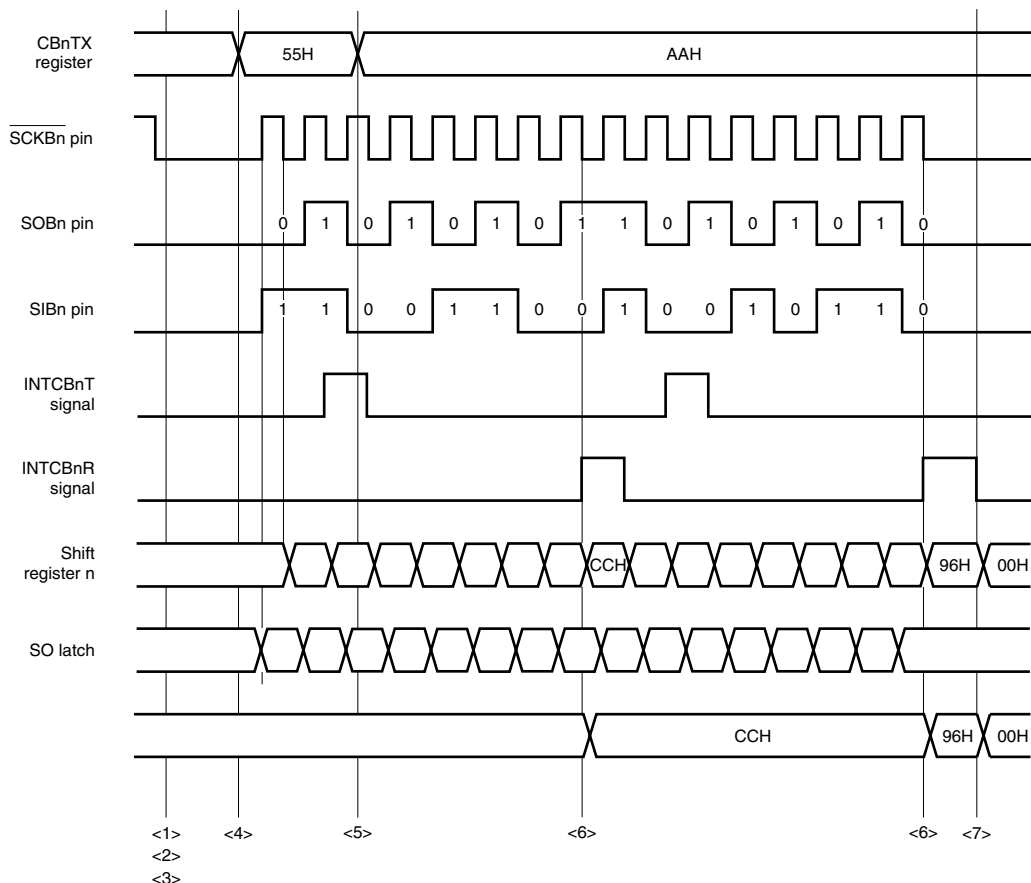 CBnTX
register
55H
AAH
SCKBn pin
SOBn pin
0 1 0 1 0 1 0 1 1 0 1 0 1 0 1 0
SIBn pin
1 1 0 0 1 1 0 0 1 0 0 1 0 1 1 0
INTCBnT
signal
INTCBnR
signal
Shift
register n
CCH
96H
00H
SO latch
CCH
96H
00H
<1> <4> <5> <6> <6> <7>
<2>
<3>